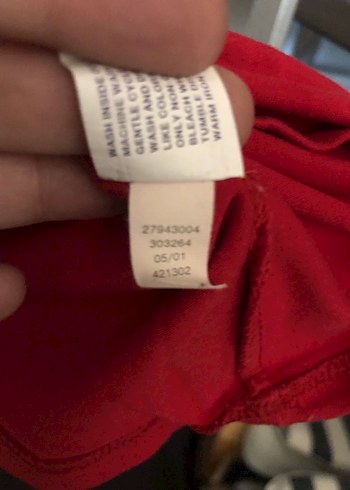 WASH INSIDE
MACHINE WA
GENTLE CYC
WASH AND D
LIKE COLO
ONLY NON
BLEACH D
TUMBLE
WARM IRON
27943004
303264
05/01
421302